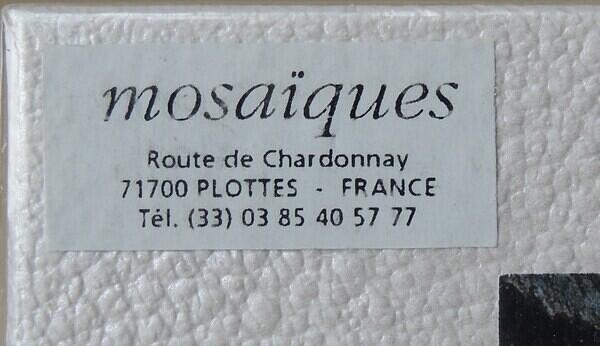 mosaïques
Route de Chardonnay
71700 PLOTTES - FRANCE
Tél. (33) 03 85 40 57 77